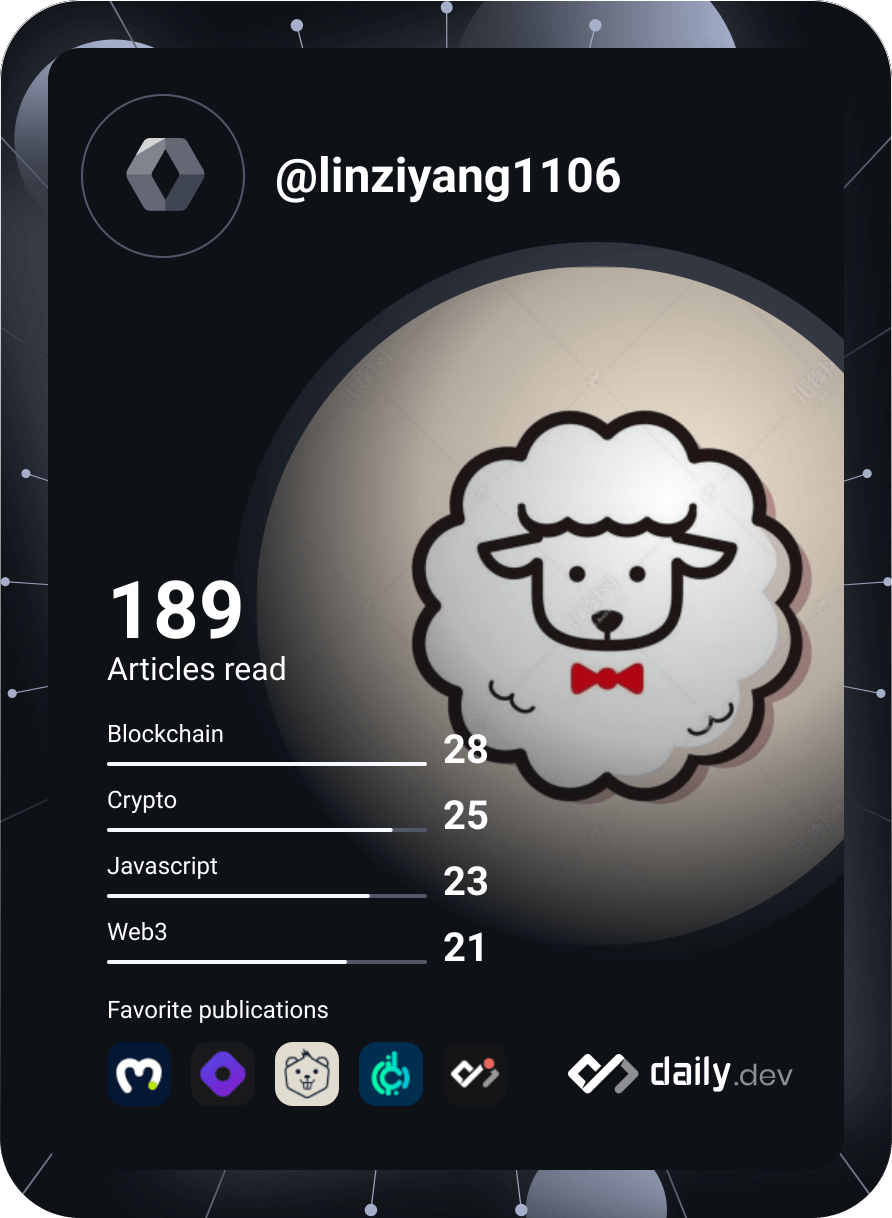 @linziyang1106
189
Articles read
Blockchain
28
Crypto
25
Javascript
23
Web3
21
Favorite publications
daily.dev